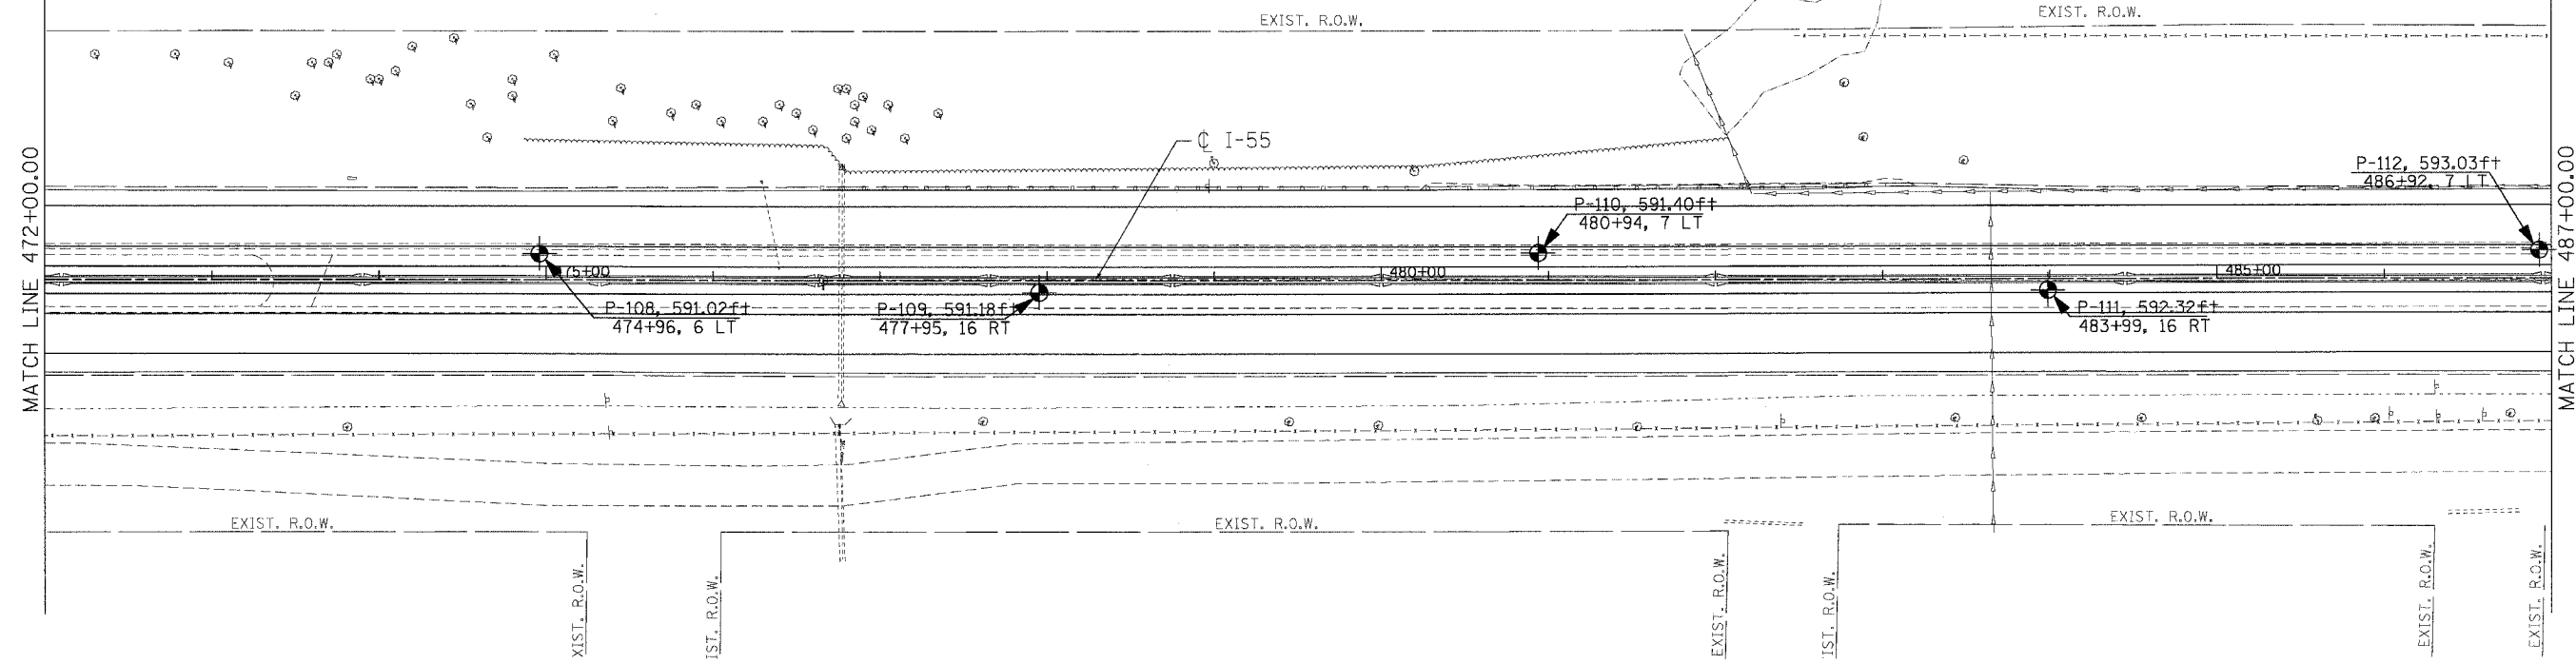 EXIST. R.O.W.
EXIST. R.O.W.
℄ I-55
MATCH LINE 472+00.00
MATCH LINE 487+00.00
P-112, 593.03ft
486+92, 7 LT
P-110, 591.40ft
480+94, 7 LT
75+00
480+00
485+00
P-108, 591.02ft
474+96, 6 LT
P-109, 591.18ft
477+95, 16 RT
P-111, 592.32ft
483+99, 16 RT
EXIST. R.O.W.
EXIST. R.O.W.
EXIST. R.O.W.
XIST. R.O.W.
IST. R.O.W.
EXIST. R.O.W.
IST. R.O.W.
EXIST. R.O.W.
EXIST. R.O.W.